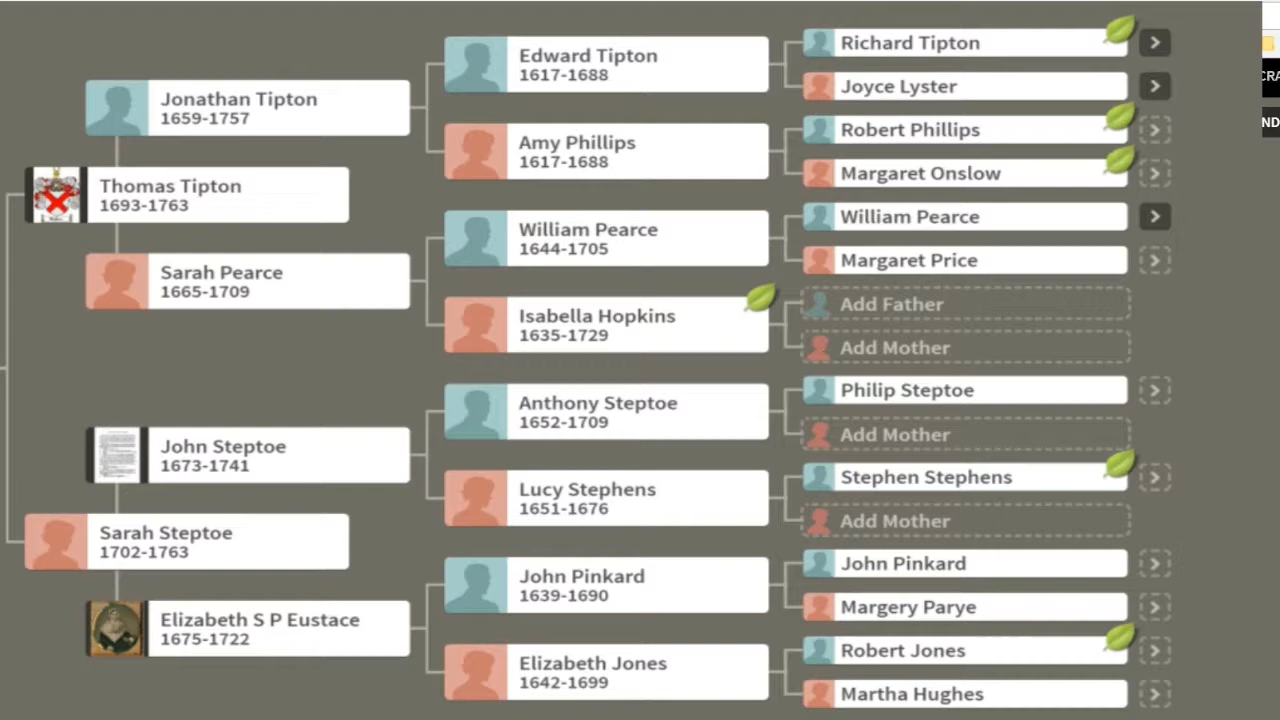 Jonathan Tipton
1659-1757
Thomas Tipton
1693-1763
Sarah Pearce
1665-1709
John Steptoe
1673-1741
Sarah Steptoe
1702-1763
Elizabeth S P Eustace
1675-1722
Edward Tipton
1617-1688
Amy Phillips
1617-1688
William Pearce
1644-1705
Isabella Hopkins
1635-1729
Anthony Steptoe
1652-1709
Lucy Stephens
1651-1676
John Pinkard
1639-1690
Elizabeth Jones
1642-1699
Richard Tipton
Joyce Lyster
Robert Phillips
Margaret Onslow
William Pearce
Margaret Price
Add Father
Add Mother
Philip Steptoe
Add Mother
Stephen Stephens
Add Mother
John Pinkard
Margery Parye
Robert Jones
Martha Hughes
CRA
ND